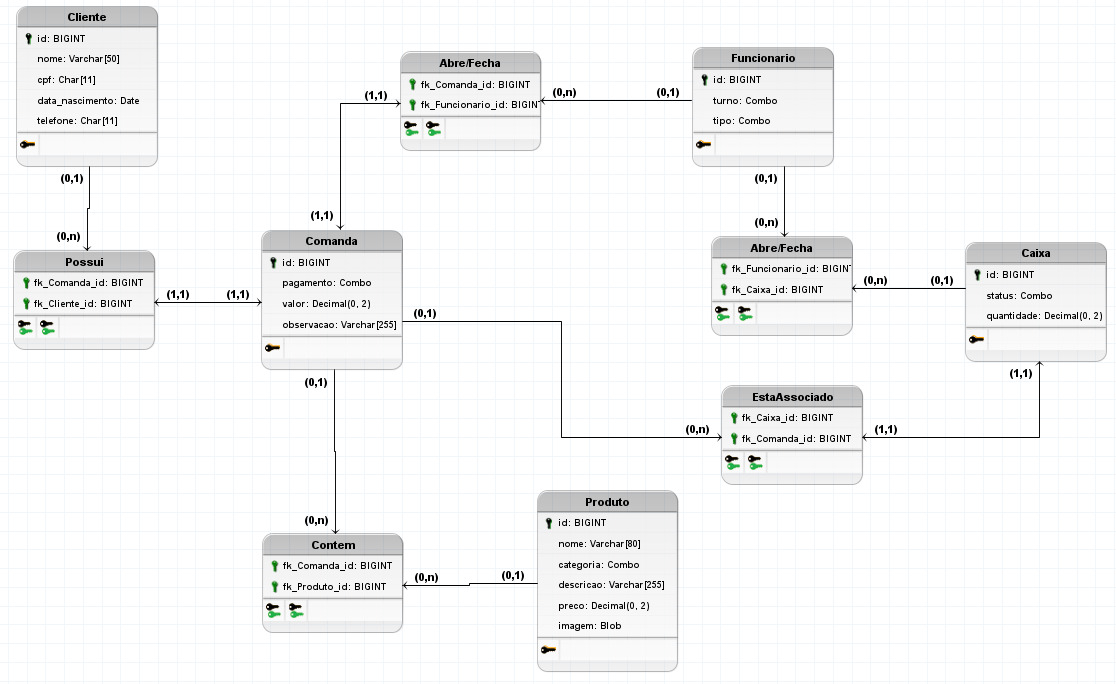 Cliente
id: BIGINT
nome: Varchar[50]
cpf: Char[11]
data_nascimento: Date
telefone: Char[11]
(0,1)
(0,n)
Abre/Fecha
fk_Comanda_id: BIGINT
fk_Funcionario_id: BIGIN
(1,1)
(0,n)
(0,1)
(1,1)
Funcionario
id: BIGINT
turno: Combo
tipo: Combo
(0,1)
(0,n)
Possui
fk_Comanda_id: BIGINT
fk_Cliente_id: BIGINT
(1,1)
(1,1)
Comanda
id: BIGINT
pagamento: Combo
valor: Decimal(0, 2)
observacao: Varchar[255]
(0,1)
(0,n)
(0,1)
(0,n)
Abre/Fecha
fk_Funcionario_id: BIGIN
fk_Caixa_id: BIGINT
(0,n)
(0,1)
Caixa
id: BIGINT
status: Combo
quantidade: Decimal(0, 2)
(1,1)
(1,1)
EstaAssociado
fk_Caixa_id: BIGINT
fk_Comanda_id: BIGINT
Contem
fk_Comanda_id: BIGINT
fk_Produto_id: BIGINT
(0,n)
(0,1)
Produto
id: BIGINT
nome: Varchar[80]
categoria: Combo
descricao: Varchar[255]
preco: Decimal(0, 2)
imagem: Blob